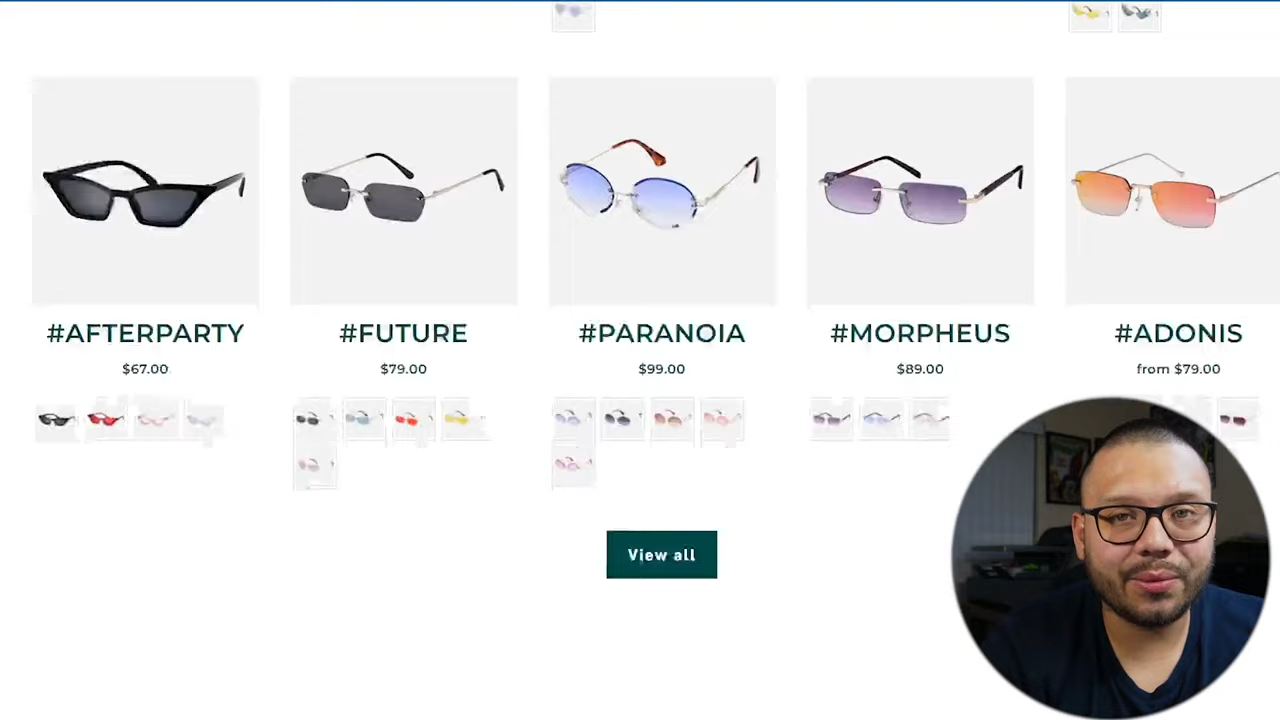 #AFTERPARTY #FUTURE #PARANOIA #MORPHEUS #ADONIS
$67.00 $79.00 $99.00 $89.00 from $79.00
View all